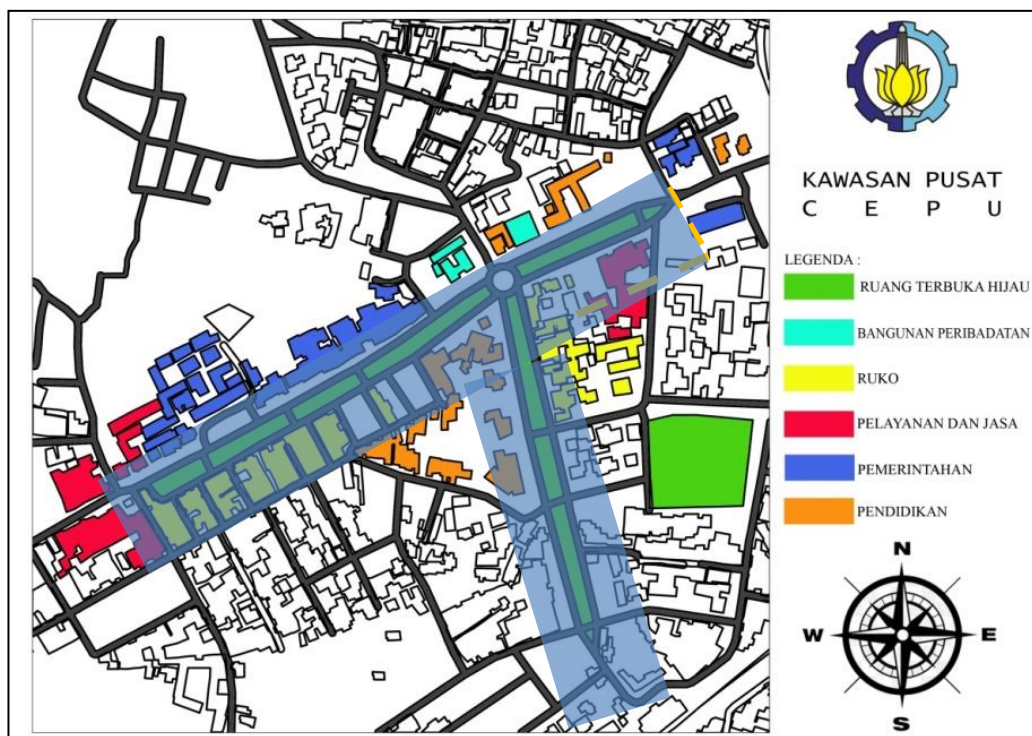 KAWASAN PUSAT
C E P U
LEGENDA :
RUANG TERBUKA HIJAU
BANGUNAN PERIBADATAN
RUKO
PELAYANAN DAN JASA
PEMERINTAHAN
PENDIDIKAN
N
W E
S